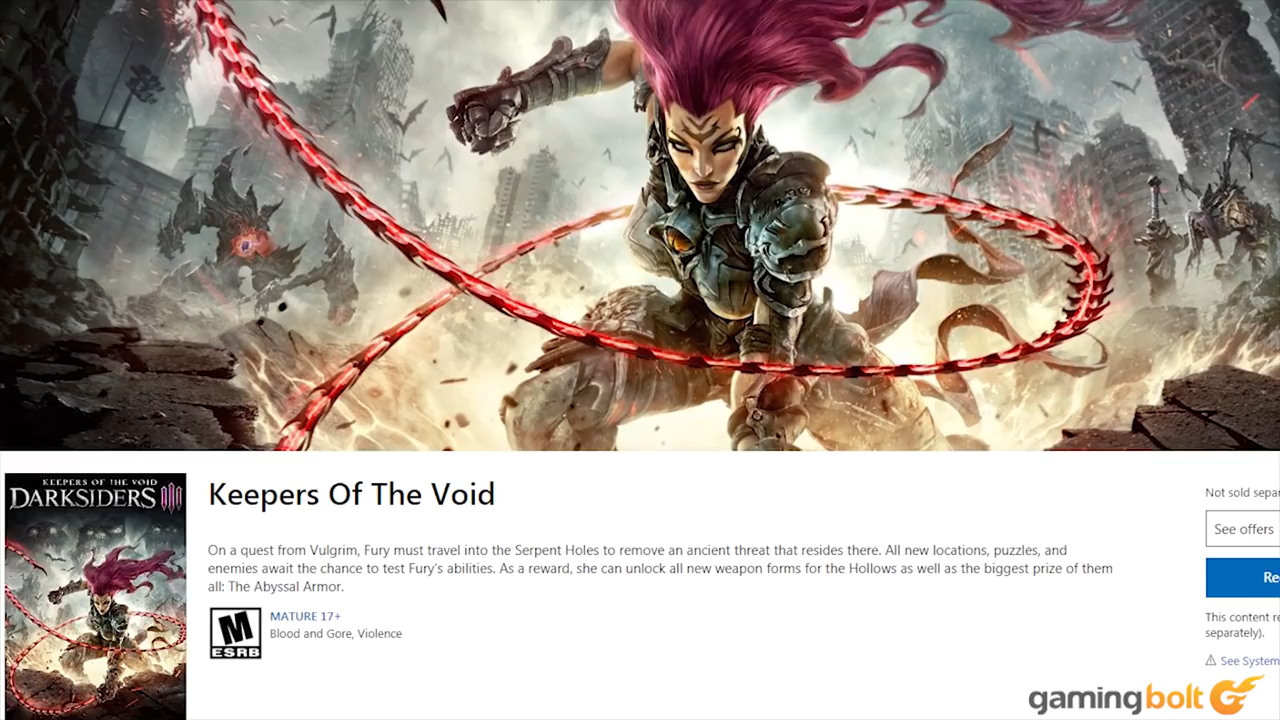 KEEPERS OF THE VOID
DARKSIDERS III
Keepers Of The Void
On a quest from Vulgrim, Fury must travel into the Serpent Holes to remove an ancient threat that resides there. All new locations, puzzles, and
enemies await the chance to test Fury's abilities. As a reward, she can unlock all new weapon forms for the Hollows as well as the biggest prize of them
all: The Abyssal Armor.
M
ESRB
MATURE 17+
Blood and Gore, Violence
Not sold
See offers
This content
separately).
See System
gamingbolt